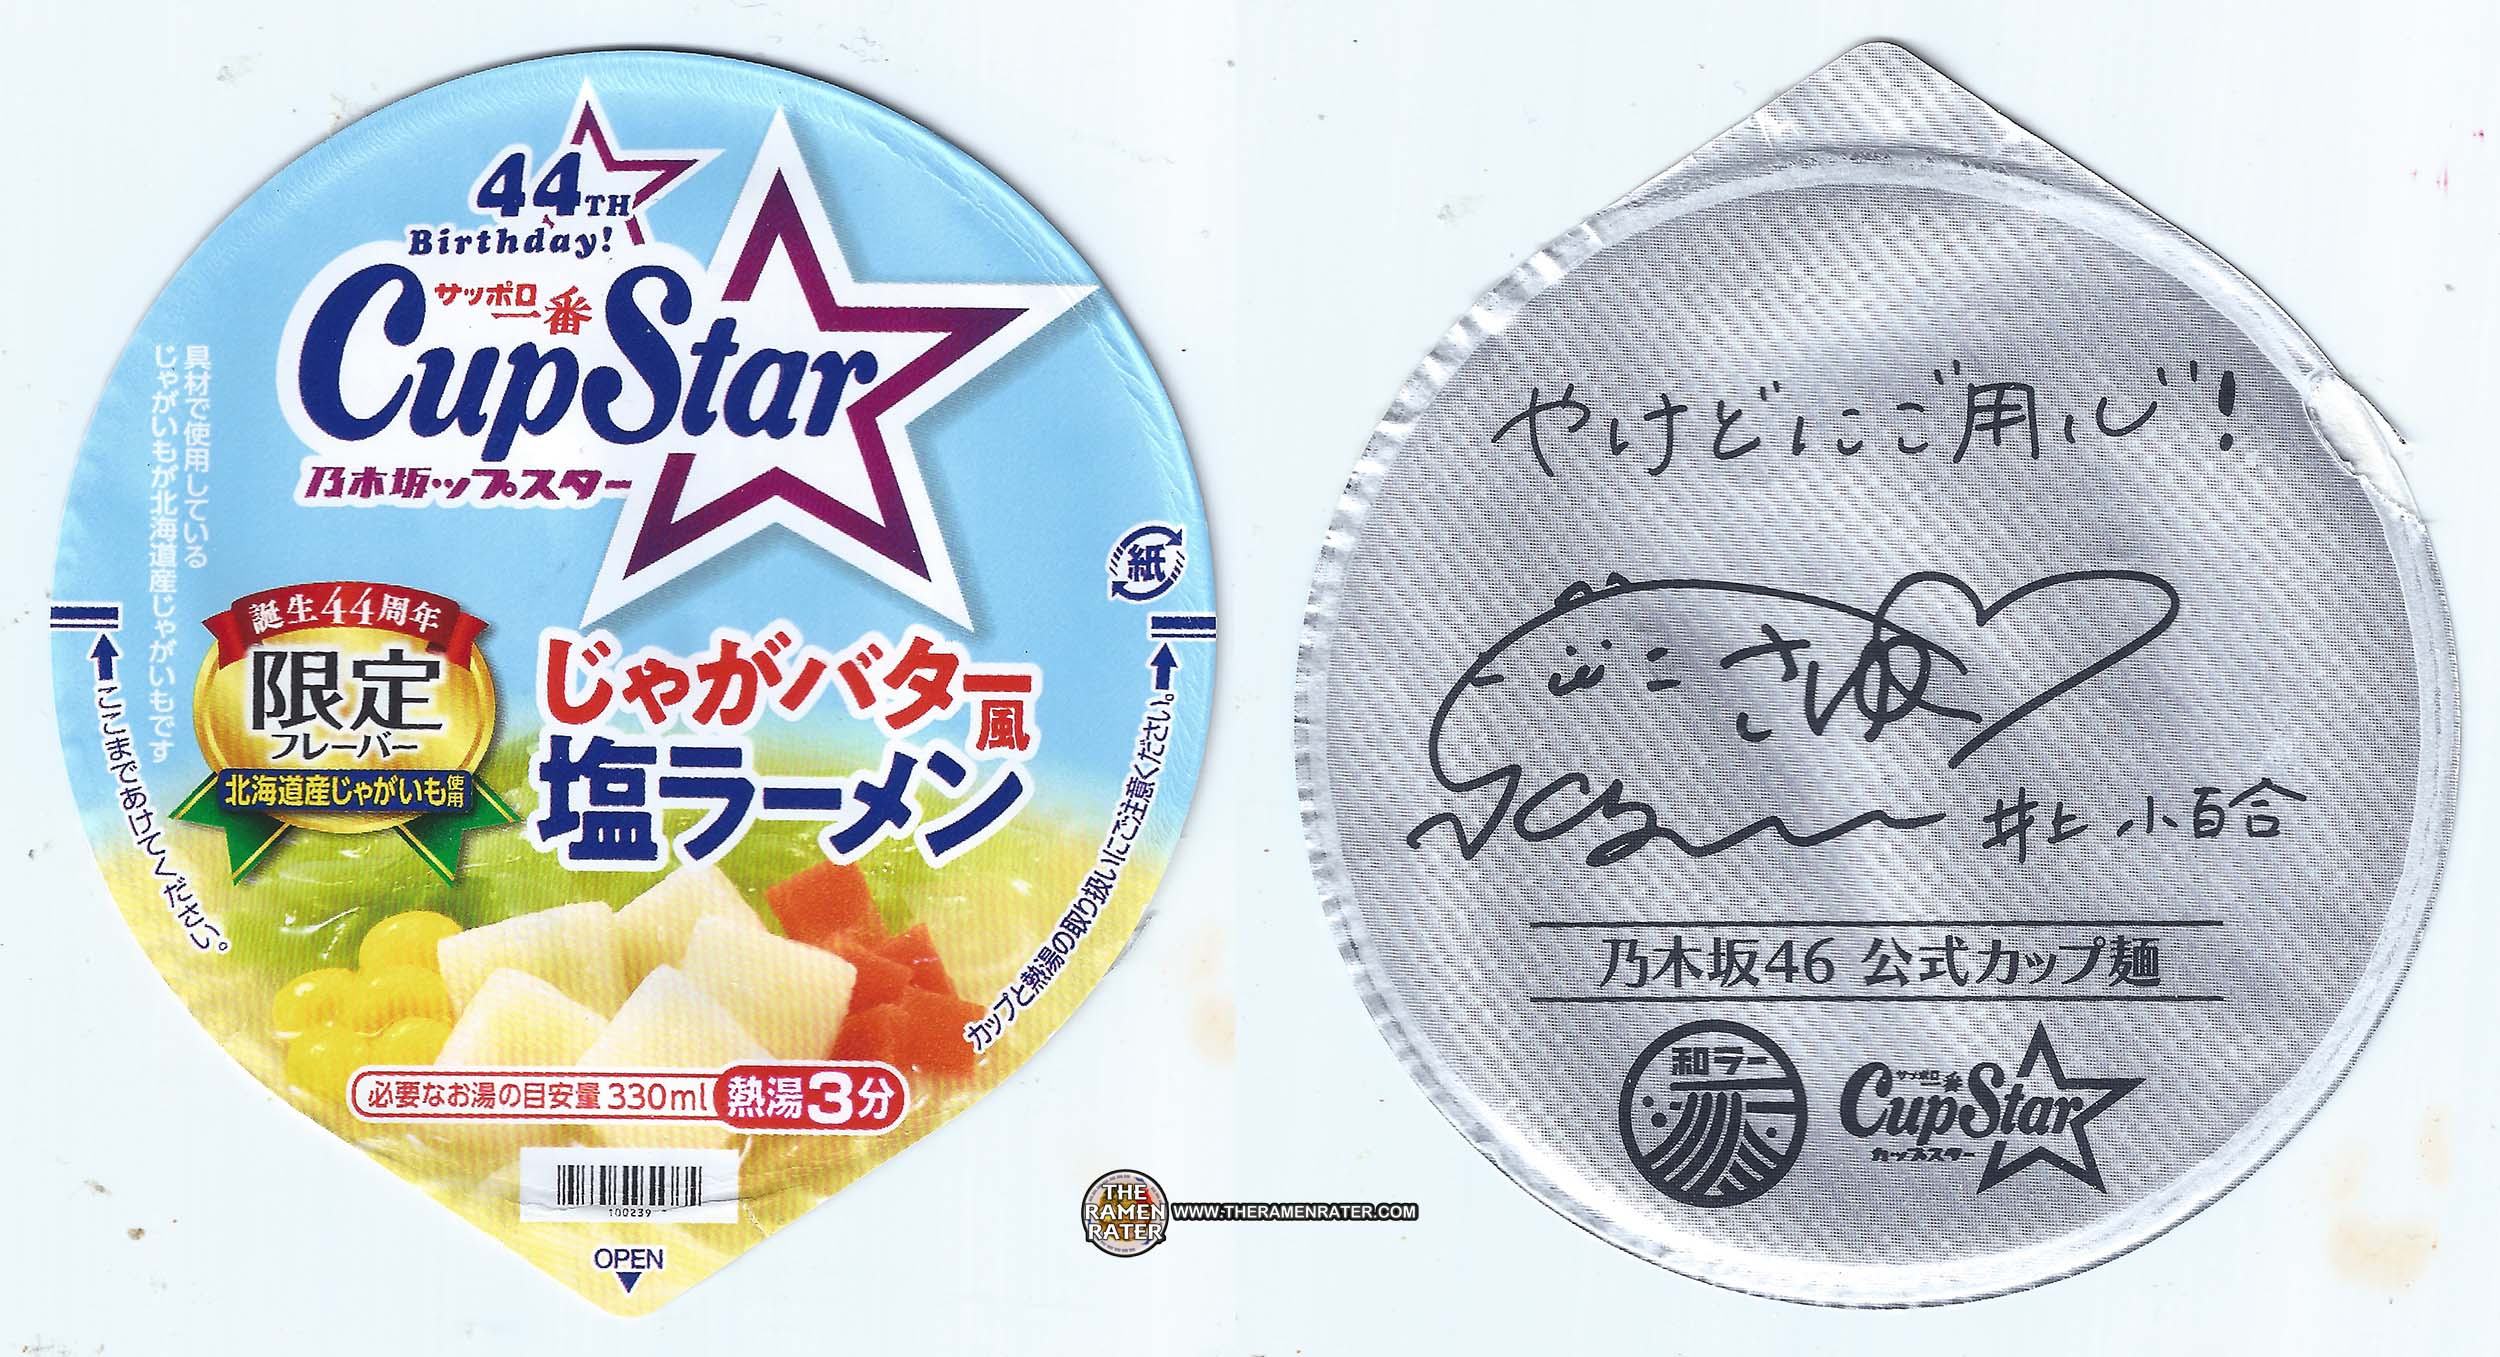 44TH
Birthday!
サッポロ
一番
CupStar
乃木坂ップスター
具材で使用している
じゃがいもが北海道産じゃがいもです
紙
誕生44周年
限定
フレーバー
北海道産じゃがいも使用
じゃがバター風
塩ラーメン
ここまであけてください。
カップと熱湯の取り扱いにご注意ください。
必要なお湯の目安量 330ml 熱湯3分
100239
OPEN
THE
RAMEN
RATER
WWW.THERAMENRATER.COM
やけどにご用心!
さゆ
井上 小百合
乃木坂46 公式カップ麺
和ラー
サッポロ一番
CupStar
カップスター